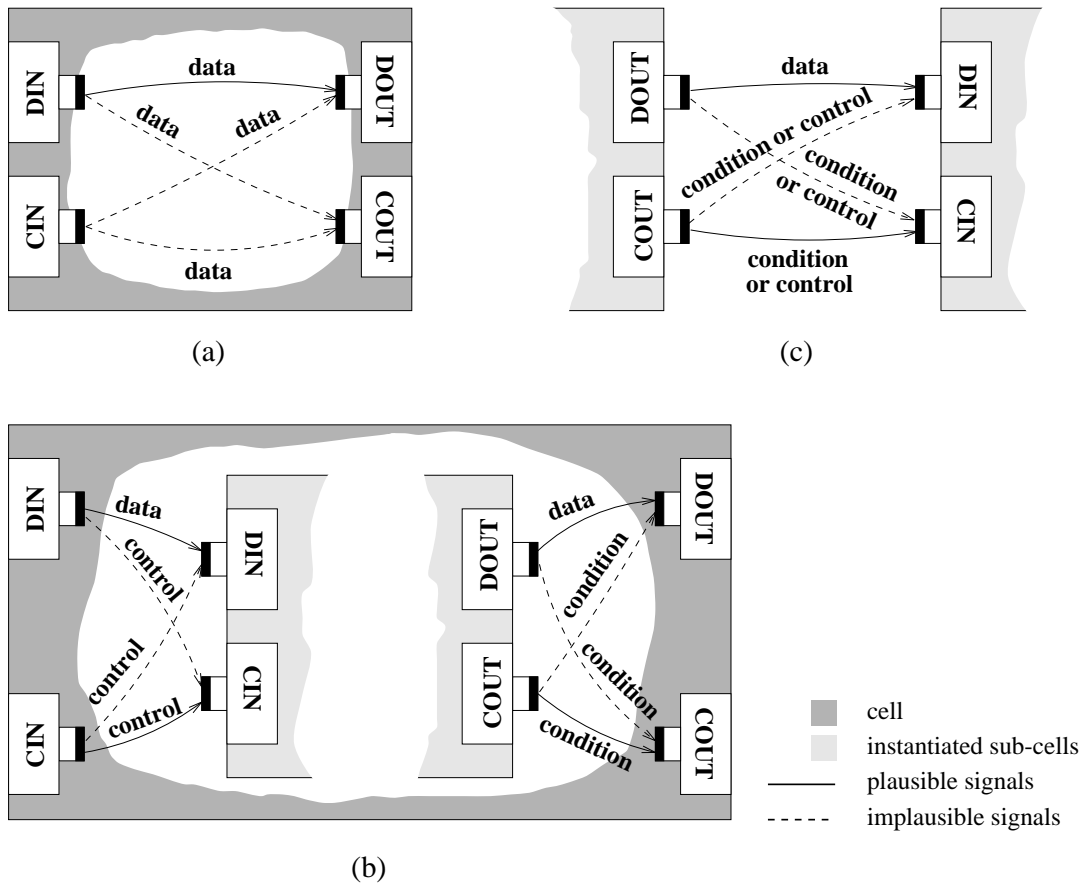 DIN
CIN
data
data
data
data
DOUT
COUT
(a)
DOUT
COUT
data
condition or control
condition
or control
condition
or control
DIN
CIN
(c)
DIN
CIN
data
control
control
control
DIN
CIN
DOUT
COUT
data
condition
condition
condition
DOUT
COUT
(b)
cell
instantiated sub-cells
plausible signals
implausible signals